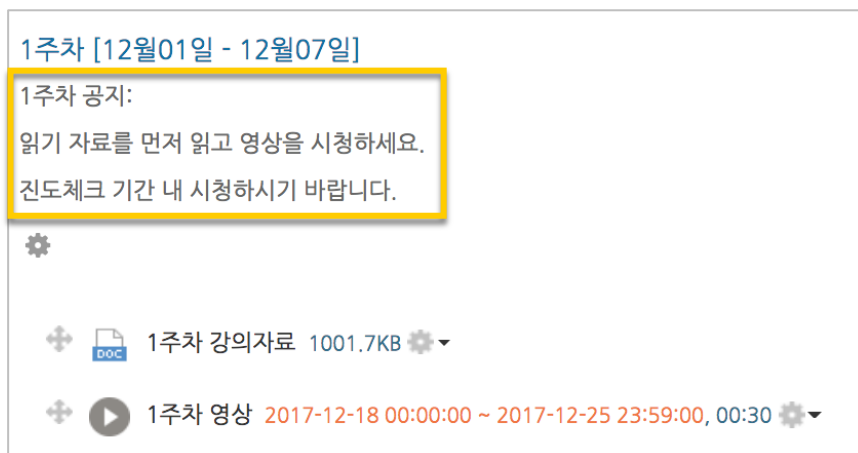 1주차 [12월01일 - 12월07일]
1주차 공지:
읽기 자료를 먼저 읽고 영상을 시청하세요.
진도체크 기간 내 시청하시기 바랍니다.
DOC 1주차 강의자료 1001.7KB
1주차 영상 2017-12-18 00:00:00 ~ 2017-12-25 23:59:00, 00:30